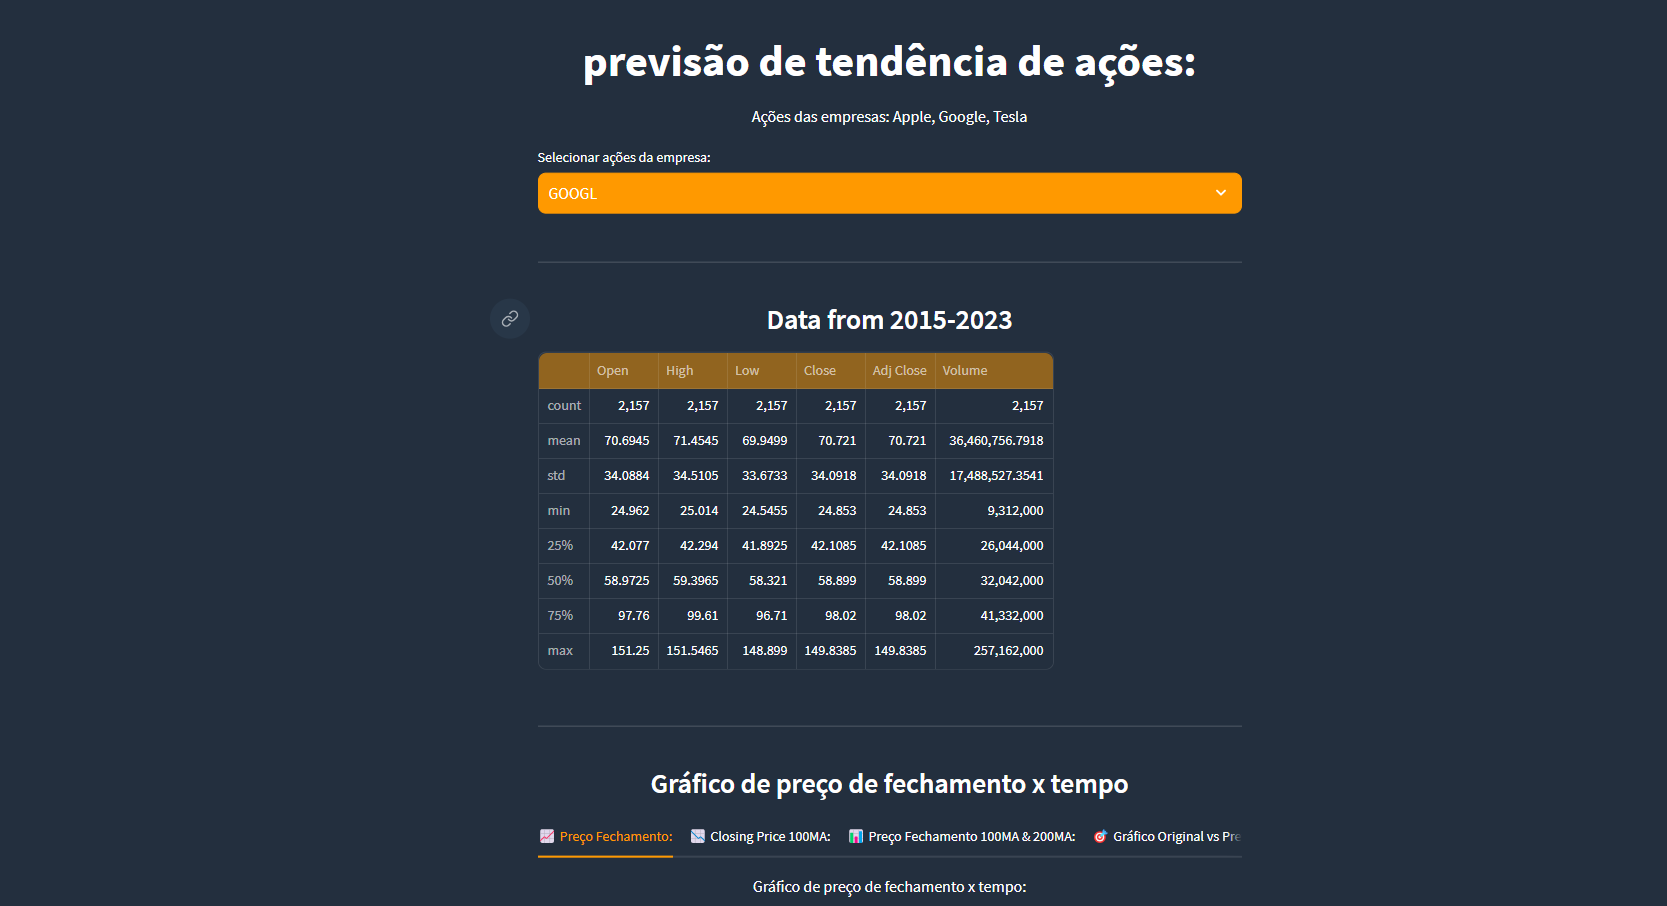 previsão de tendência de ações:
Ações das empresas: Apple, Google, Tesla
Selecionar ações da empresa:
GOOGL
Data from 2015-2023
Open High Low Close Adj Close Volume
count 2,157 2,157 2,157 2,157 2,157 2,157
mean 70.6945 71.4545 69.9499 70.721 70.721 36,460,756.7918
std 34.0884 34.5105 33.6733 34.0918 34.0918 17,488,527.3541
min 24.962 25.014 24.5455 24.853 24.853 9,312,000
25% 42.077 42.294 41.8925 42.1085 42.1085 26,044,000
50% 58.9725 59.3965 58.321 58.899 58.899 32,042,000
75% 97.76 99.61 96.71 98.02 98.02 41,332,000
max 151.25 151.5465 148.899 149.8385 149.8385 257,162,000
Gráfico de preço de fechamento x tempo
Preço Fechamento: Closing Price 100MA: Preço Fechamento 100MA & 200MA: Gráfico Original vs Pre
Gráfico de preço de fechamento x tempo: